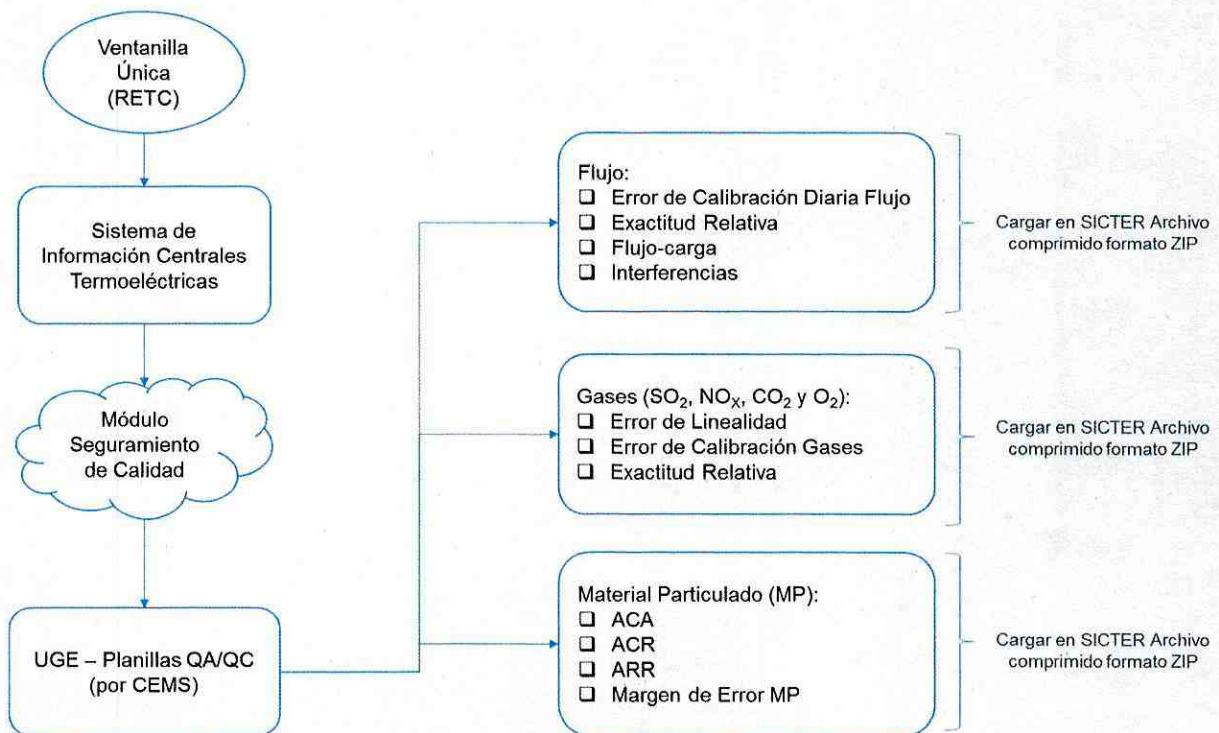 Ventanilla
Única
(RETC)
Sistema de
Información Centrales
Termoeléctricas
Módulo
Seguramiento
de Calidad
UGE – Planillas QA/QC
(por CEMS)
Flujo:
❑ Error de Calibración Diaria Flujo
❑ Exactitud Relativa
❑ Flujo-carga
❑ Interferencias
Cargar en SICTER Archivo
comprimido formato ZIP
Gases (SO₂, NOₓ, CO₂ y O₂):
❑ Error de Linealidad
❑ Error de Calibración Gases
❑ Exactitud Relativa
Cargar en SICTER Archivo
comprimido formato ZIP
Material Particulado (MP):
❑ ACA
❑ ACR
❑ ARR
❑ Margen de Error MP
Cargar en SICTER Archivo
comprimido formato ZIP